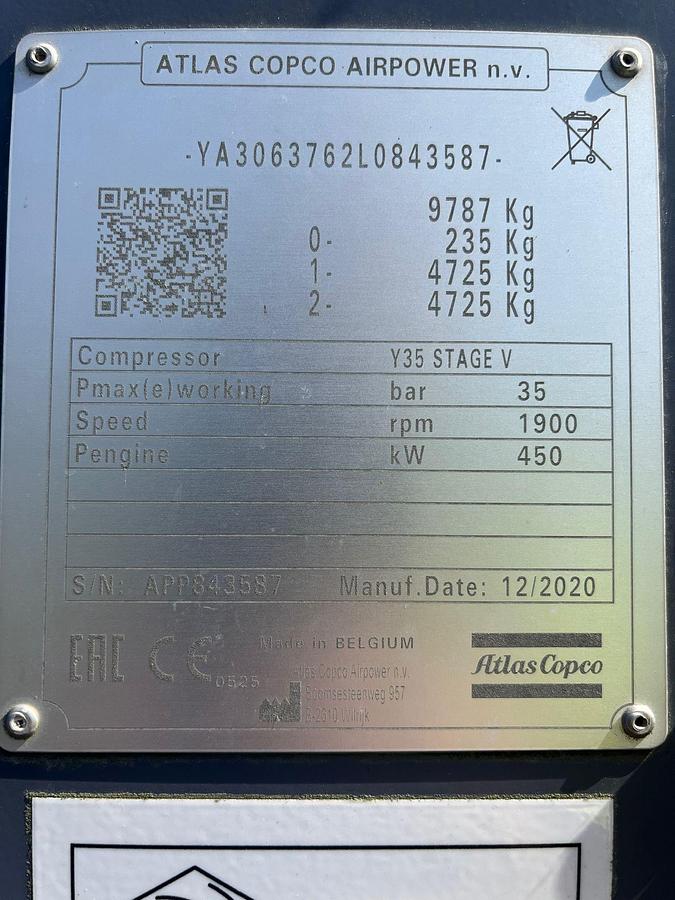 ATLAS COPCO AIRPOWER n.v.
-YA3063762L0843587-
9787 Kg
0- 235 Kg
1- 4725 Kg
2- 4725 Kg
Compressor Y35 STAGE V
Pmax(e)working bar 35
Speed rpm 1900
Pengine kW 450
S/N: APP843587 Manuf.Date: 12/2020
EAC CE 0525
Made in BELGIUM
Atlas Copco
Atlas Copco Airpower n.v.
Boomsesteenweg 957
B-2610 Wilrijk